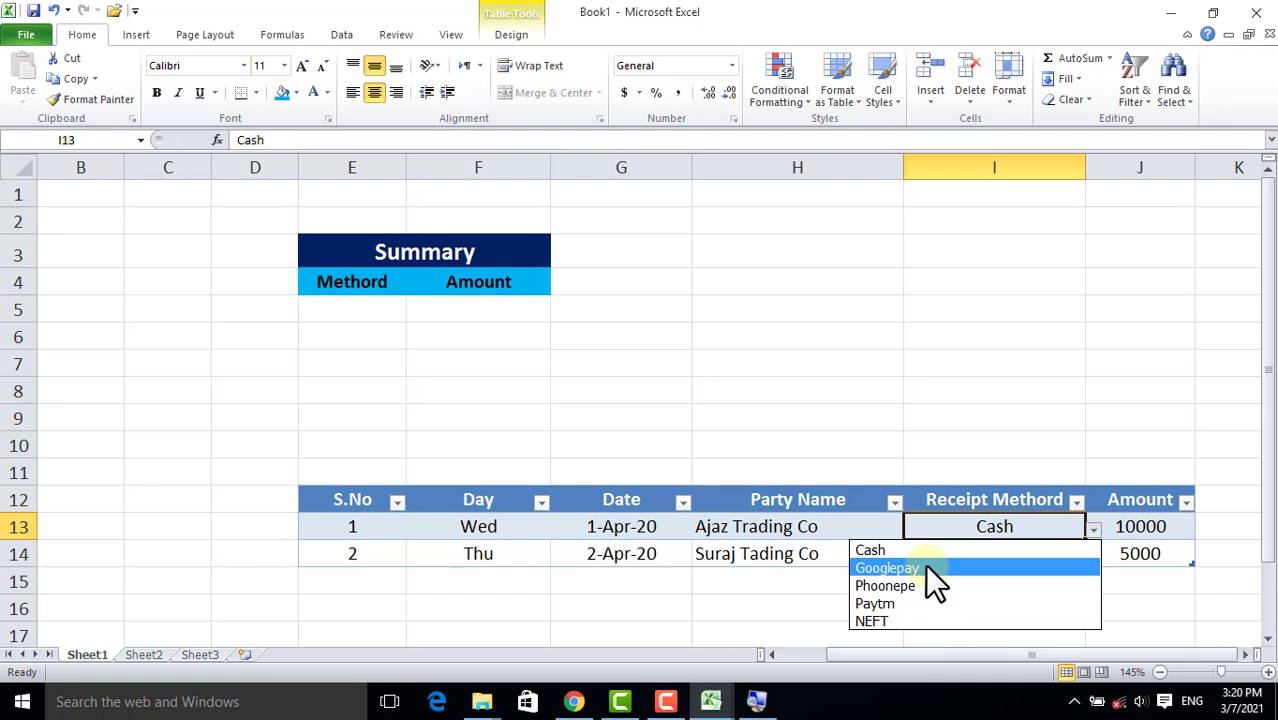 Table Tools
Book1 - Microsoft Excel
File Home Insert Page Layout Formulas Data Review View Design
Paste Cut Copy Format Painter
Calibri 11
B I U A
Wrap Text
Merge & Center
General
$ % ,
Conditional Formatting Format as Table Cell Styles
Insert Delete Format
AutoSum Fill Clear
Sort & Filter Find & Select
Clipboard Font Alignment Number Styles Cells Editing
I13 fx Cash
B C D E F G H I J K
1
2
3 Summary
4 Methord Amount
5
6
7
8
9
10
11
12 S.No Day Date Party Name Receipt Methord Amount
13 1 Wed 1-Apr-20 Ajaz Trading Co Cash 10000
14 2 Thu 2-Apr-20 Suraj Tading Co 5000
Cash
Googlepay
Phoonepe
Paytm
NEFT
15
16
17
Sheet1 Sheet2 Sheet3
Ready 145%
Search the web and Windows
ENG
3:20 PM
3/7/2021